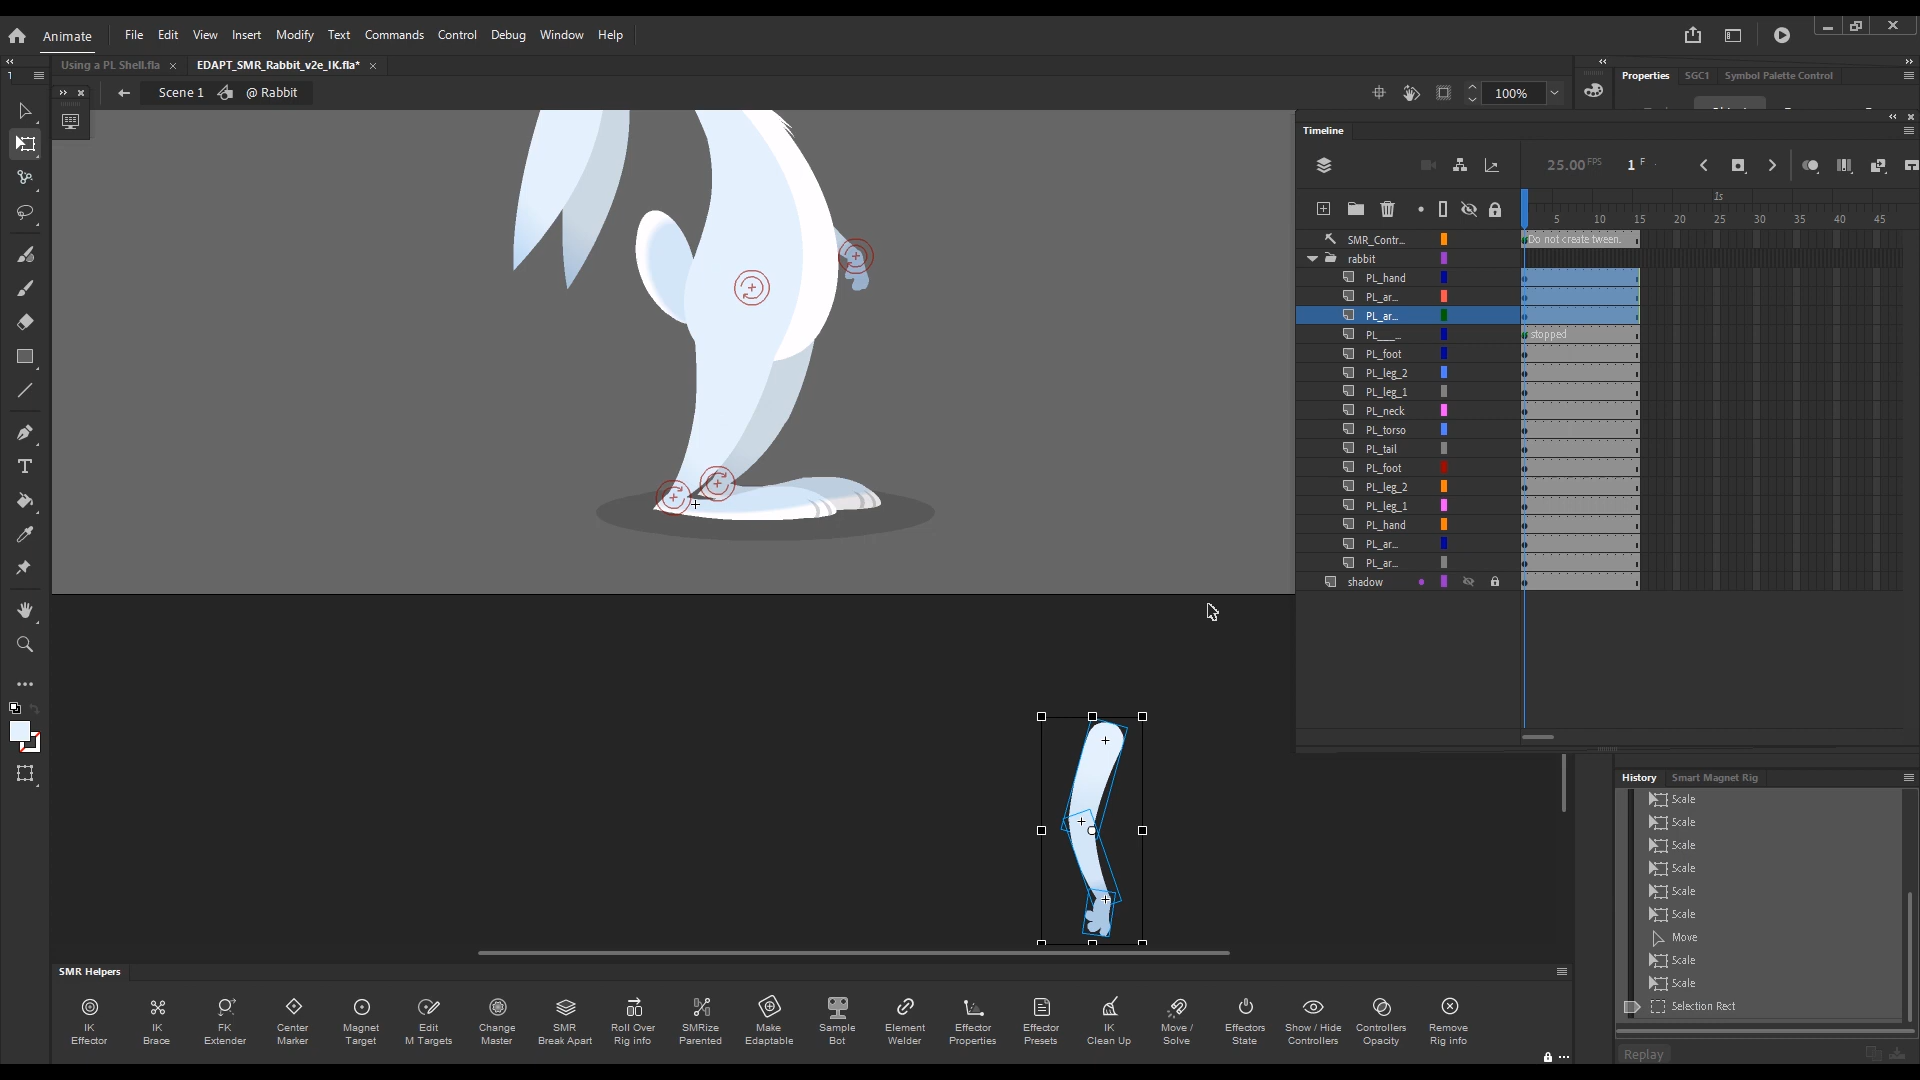 Animate File Edit View Insert Modify Text Commands Control Debug Window Help
Using a PL Shell.fla EDAPT_SMR_Rabbit_v2e_IK.fla*
Scene 1 @ Rabbit 100%
Properties SGC1 Symbol Palette Control
Timeline
25.00 FPS 1 F
1s
5 10 15 20 25 30 35 40 45
SMR_Contr... Do not create tween.
rabbit
PL_hand
PL_ar...
PL_ar...
PL___... stopped
PL_foot
PL_leg_2
PL_leg_1
PL_neck
PL_torso
PL_tail
PL_foot
PL_leg_2
PL_leg_1
PL_hand
PL_ar...
PL_ar...
shadow
History Smart Magnet Rig
Scale
Scale
Scale
Scale
Scale
Scale
Move
Scale
Scale
Selection Rect
Replay
SMR Helpers
IK Effector
IK Brace
FK Extender
Center Marker
Magnet Target
Edit M Targets
Change Master
SMR Break Apart
Roll Over Rig info
SMRize Parented
Make Adaptable
Sample Bot
Element Welder
Effector Properties
Effector Presets
IK Clean Up
Move / Solve
Effectors State
Show / Hide Controllers
Controllers Opacity
Remove Rig info